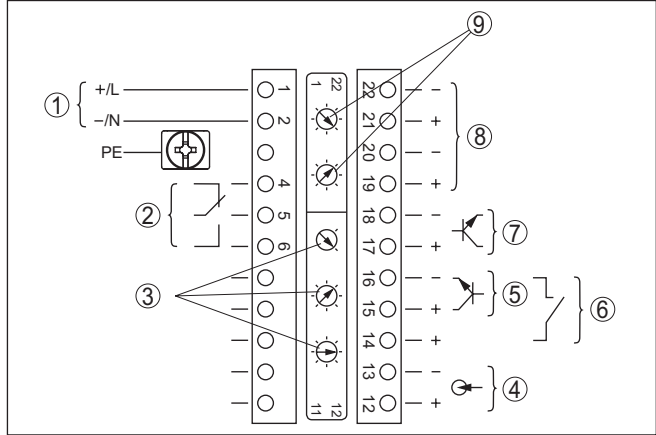 ⑨
① +/L 1 1 22 22 −
−/N 2 21 + ⑧
PE 20 −
② 4 19 +
5 18 − ⑦
6 17 +
③ 16 − ⑤ ⑥
15 +
14 +
13 − ④
11 12 12 +